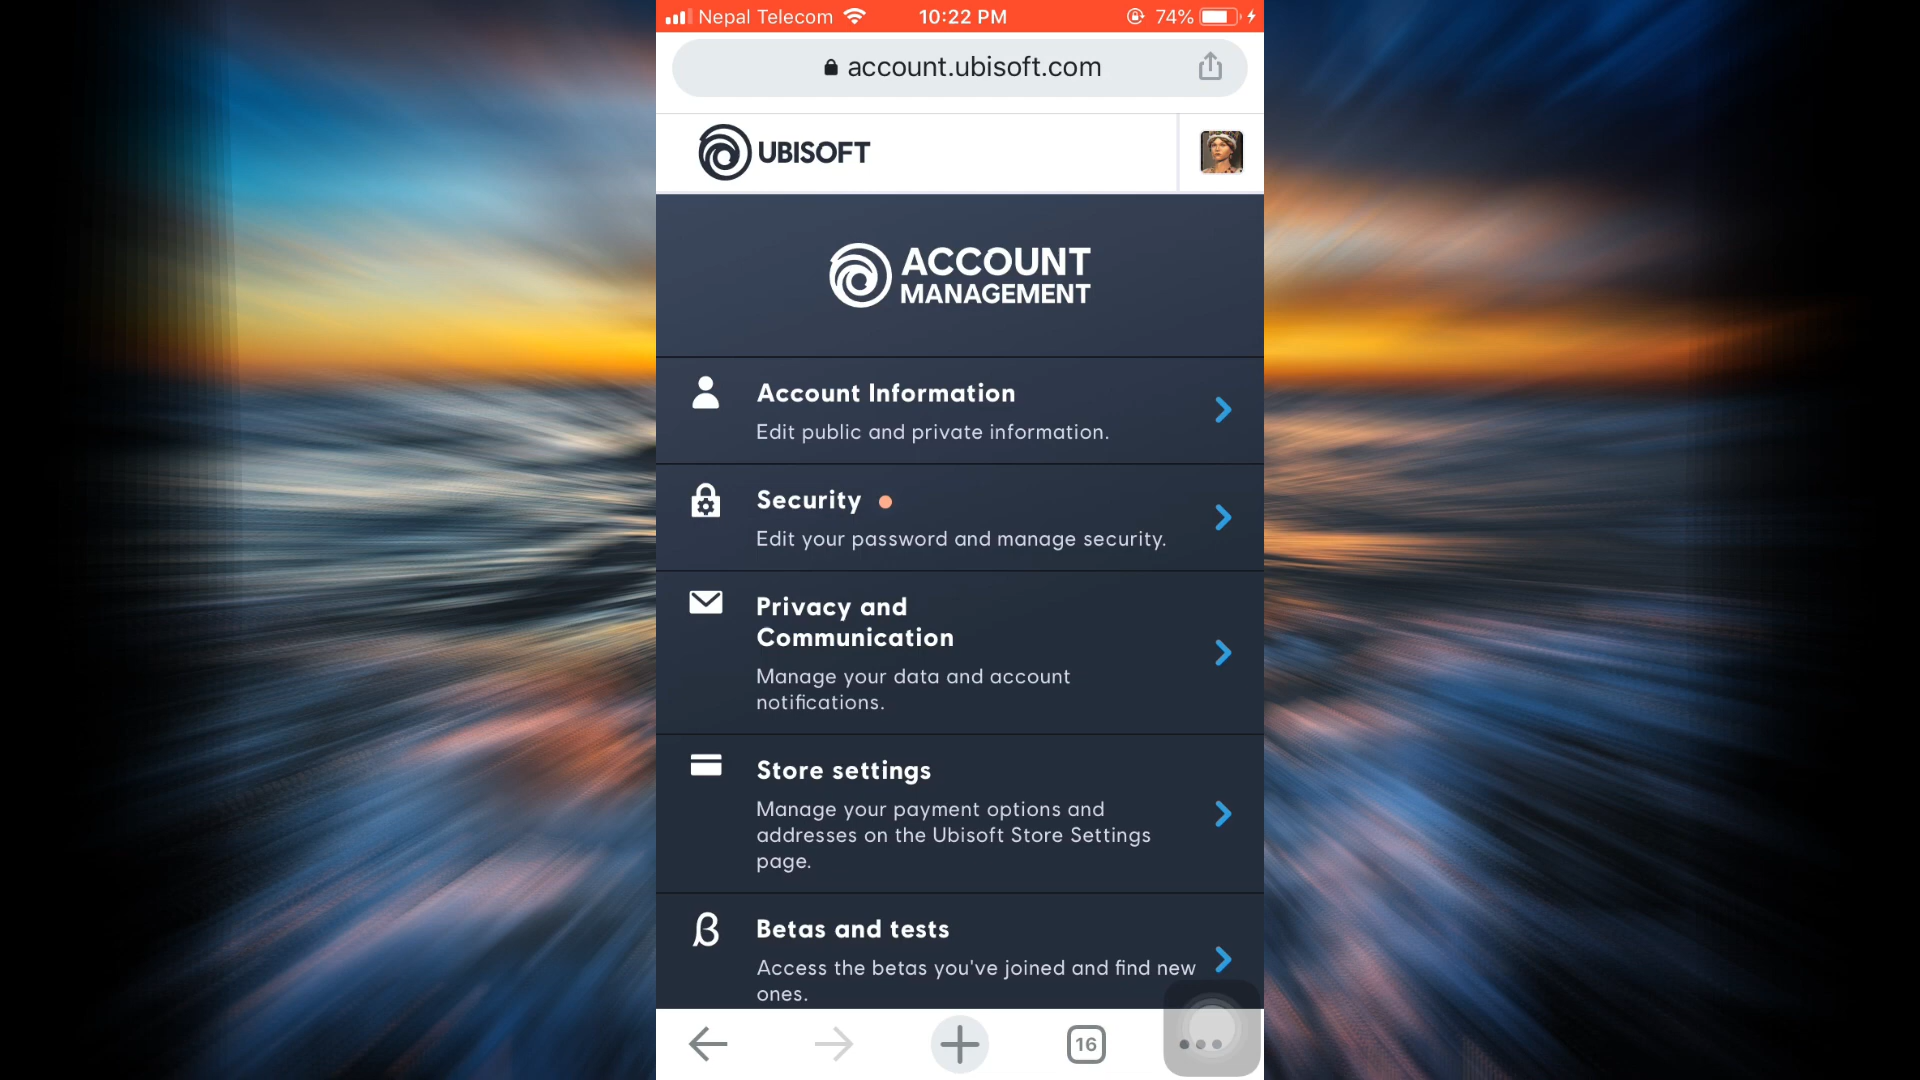 Nepal Telecom 10:22 PM 74%
account.ubisoft.com
UBISOFT
ACCOUNT
MANAGEMENT
Account Information
Edit public and private information.
Security
Edit your password and manage security.
Privacy and
Communication
Manage your data and account
notifications.
Store settings
Manage your payment options and
addresses on the Ubisoft Store Settings
page.
Betas and tests
Access the betas you've joined and find new
ones.
16